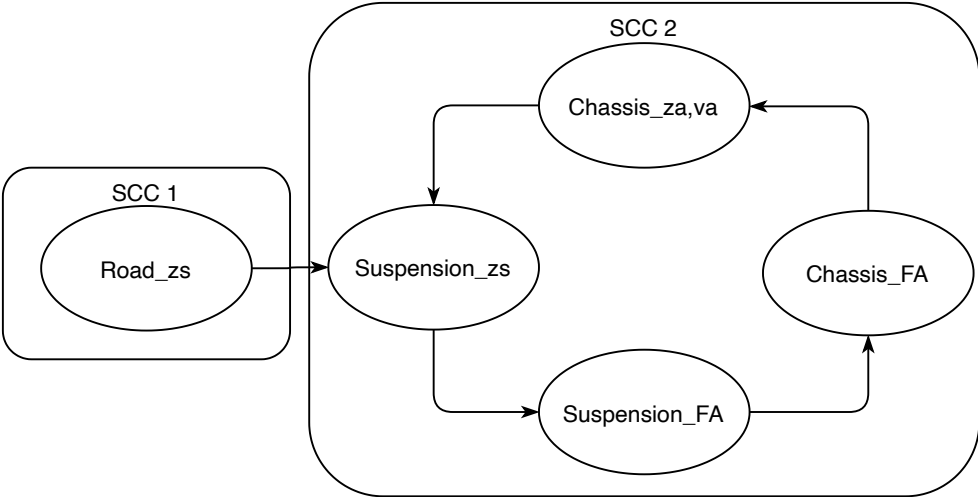 SCC 2
Chassis_za,va
SCC 1
Road_zs
Suspension_zs
Chassis_FA
Suspension_FA